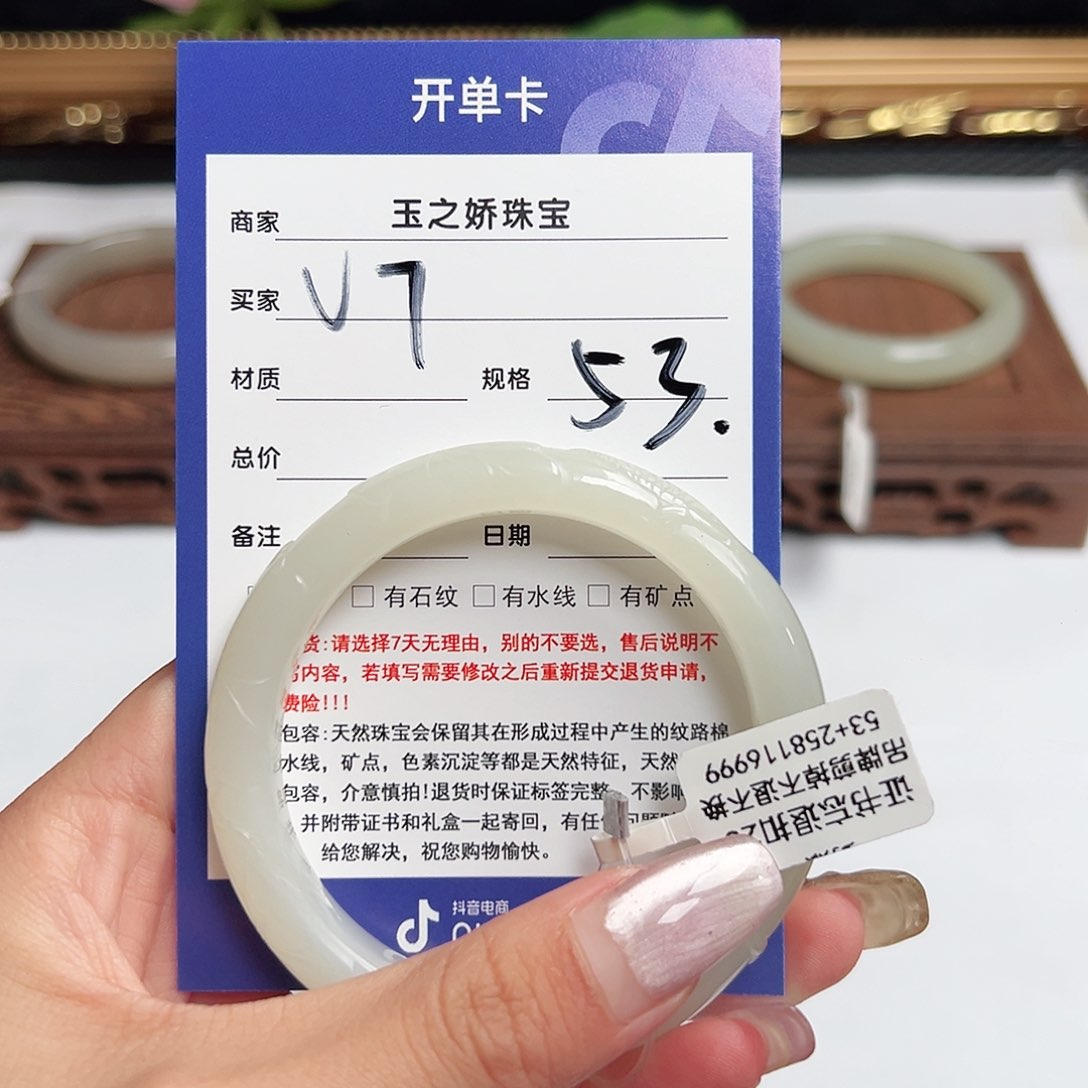 开单卡
商家 玉之娇珠宝
买家 V7
材质 规格 53.
总价
备注 日期
□ 有石纹 □ 有水线 □ 有矿点
货:请选择7天无理由，别的不要选，售后说明不
写内容，若填写需要修改之后重新提交退货申请，
费险!!!
包容:天然珠宝会保留其在形成过程中产生的纹路棉
水线，矿点，色素沉淀等都是天然特征，天然
包容，介意慎拍!退货时保证标签完整，不影响
并附带证书和礼盒一起寄回，有任何问题
给您解决，祝您购物愉快。
抖音电商
证书忘退扣2
吊牌剪掉不退不换
53+258116999